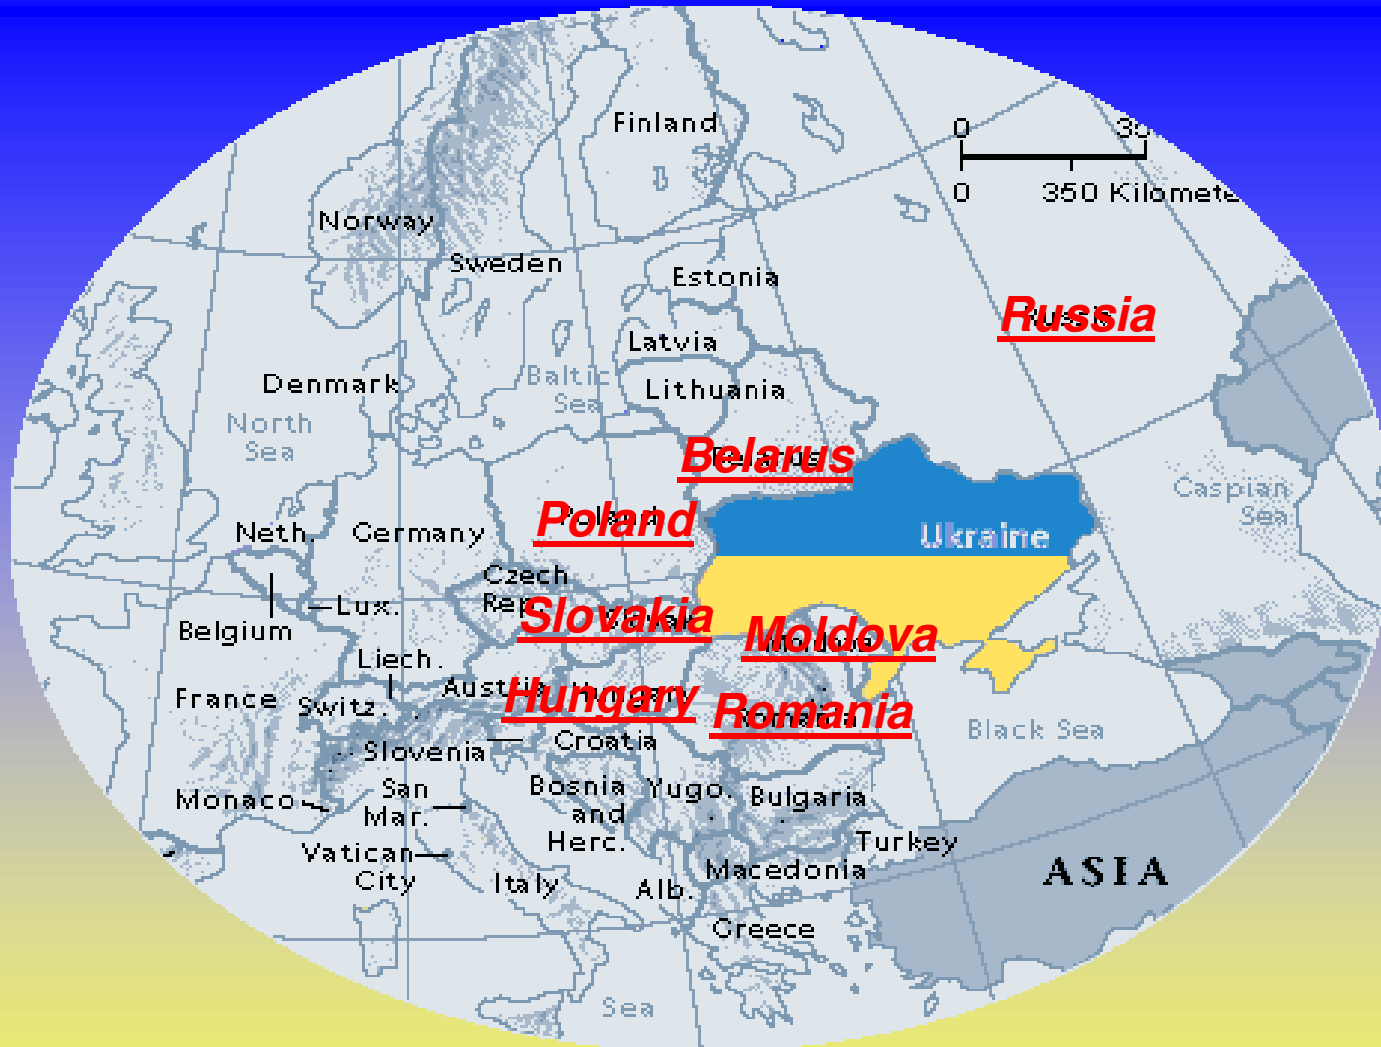 Finland
0 35
0 350 Kilomete
Norway
Sweden
Estonia
Russia
Latvia
Baltic
Sea
Denmark
Lithuania
North
Sea
Belarus
Caspian
Sea
Poland
Neth.
Germany
Ukraine
Czech
Rep.
Lux.
Slovakia
Belgium
Moldova
Liech.
Austria
Hungary
France
Switz.
Romania
Black Sea
Slovenia
Croatia
San
Mar.
Bosnia
and
Herc.
Yugo.
Bulgaria
Monaco
Turkey
Vatican
City
Italy
Alb.
Macedonia
ASIA
Greece
Sea